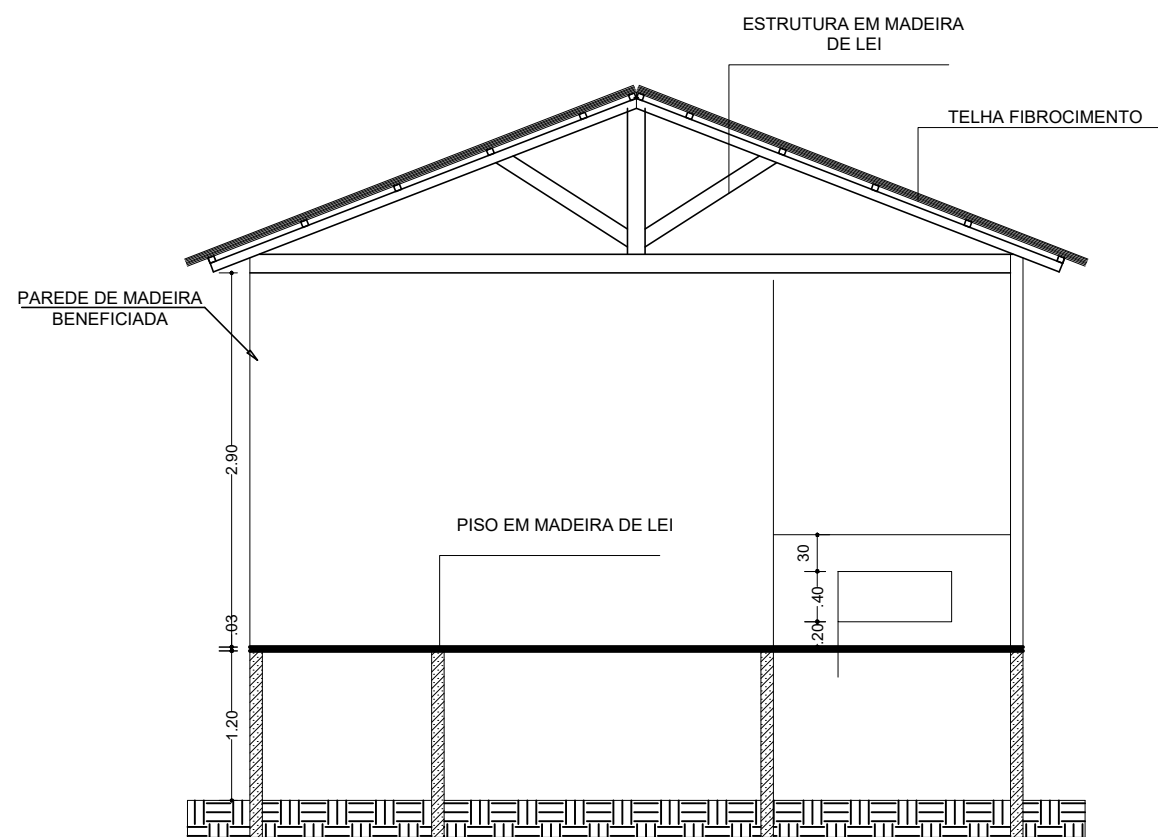 ESTRUTURA EM MADEIRA
DE LEI
TELHA FIBROCIMENTO
PAREDE DE MADEIRA
BENEFICIADA
2.90
PISO EM MADEIRA DE LEI
30
.40
.20
.03
1.20